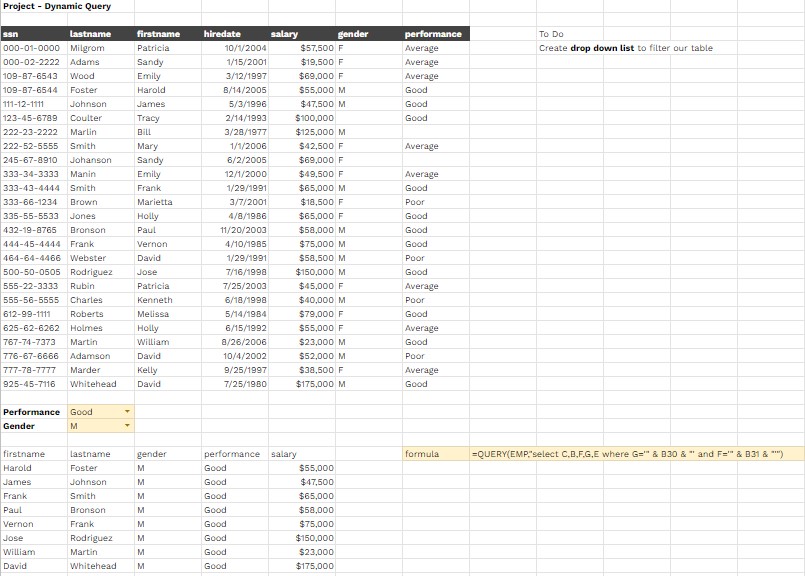 Project - Dynamic Query
ssn lastname firstname hiredate salary gender performance To Do
000-01-0000 Milgrom Patricia 10/1/2004 $57,500 F Average Create drop down list to filter our table
000-02-2222 Adams Sandy 1/15/2001 $19,500 F Average
109-87-6543 Wood Emily 3/12/1997 $69,000 F Average
109-87-6544 Foster Harold 8/14/2005 $55,000 M Good
111-12-1111 Johnson James 5/3/1996 $47,500 M Good
123-45-6789 Coulter Tracy 2/14/1993 $100,000 Good
222-23-2222 Marlin Bill 3/28/1977 $125,000 M
222-52-5555 Smith Mary 1/1/2006 $42,500 F Average
245-67-8910 Johanson Sandy 6/2/2005 $69,000 F
333-34-3333 Manin Emily 12/1/2000 $49,500 F Average
333-43-4444 Smith Frank 1/29/1991 $65,000 M Good
333-66-1234 Brown Marietta 3/7/2001 $18,500 F Poor
335-55-5533 Jones Holly 4/8/1986 $65,000 F Good
432-19-8765 Bronson Paul 11/20/2003 $58,000 M Good
444-45-4444 Frank Vernon 4/10/1985 $75,000 M Good
464-64-4466 Webster David 1/29/1991 $58,500 M Poor
500-50-0505 Rodriguez Jose 7/16/1998 $150,000 M Good
555-22-3333 Rubin Patricia 7/25/2003 $45,000 F Average
555-56-5555 Charles Kenneth 6/18/1998 $40,000 M Poor
612-99-1111 Roberts Melissa 5/14/1984 $79,000 F Good
625-62-6262 Holmes Holly 6/15/1992 $55,000 F Average
767-74-7373 Martin William 8/26/2006 $23,000 M Good
776-67-6666 Adamson David 10/4/2002 $52,000 M Poor
777-78-7777 Marder Kelly 9/25/1997 $38,500 F Average
925-45-7116 Whitehead David 7/25/1980 $175,000 M Good
Performance Good
Gender M
firstname lastname gender performance salary formula =QUERY(EMP,"select C,B,F,G,E where G='" & B30 & "' and F='" & B31 & "'")
Harold Foster M Good $55,000
James Johnson M Good $47,500
Frank Smith M Good $65,000
Paul Bronson M Good $58,000
Vernon Frank M Good $75,000
Jose Rodriguez M Good $150,000
William Martin M Good $23,000
David Whitehead M Good $175,000